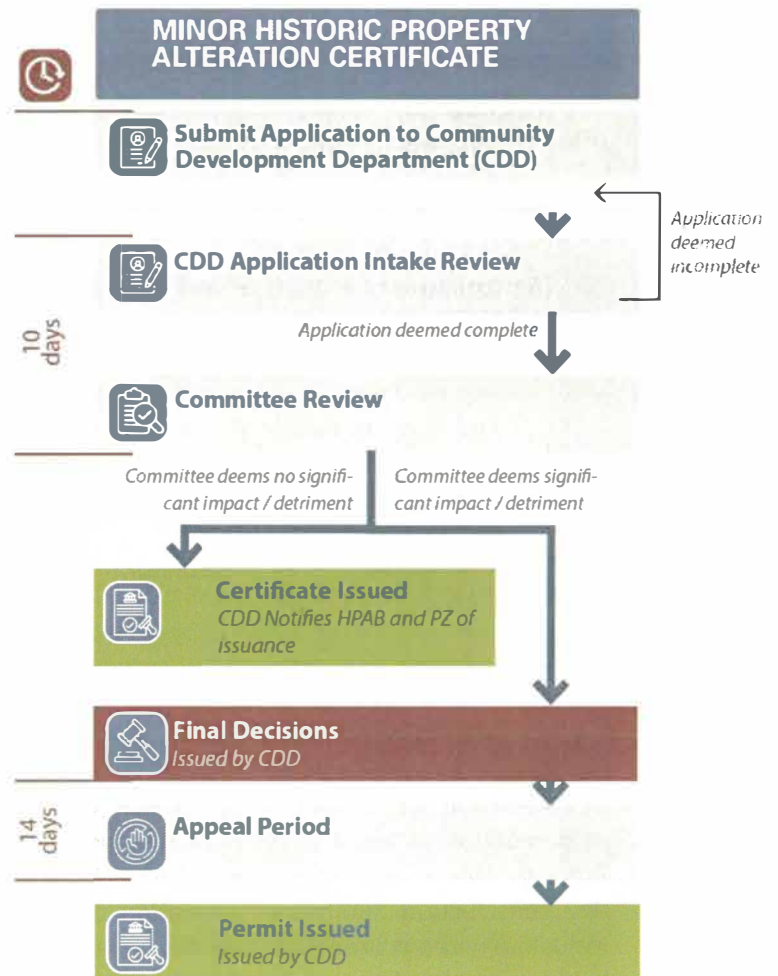 MINOR HISTORIC PROPERTY
ALTERATION CERTIFICATE
Submit Application to Community
Development Department (CDD)
Application
deemed
incomplete
CDD Application Intake Review
Application deemed complete
10
days
Committee Review
Committee deems no signifi-
cant impact / detriment
Committee deems signifi-
cant impact / detriment
Certificate Issued
CDD Notifies HPAB and PZ of
issuance
Final Decisions
Issued by CDD
14
days
Appeal Period
Permit Issued
Issued by CDD